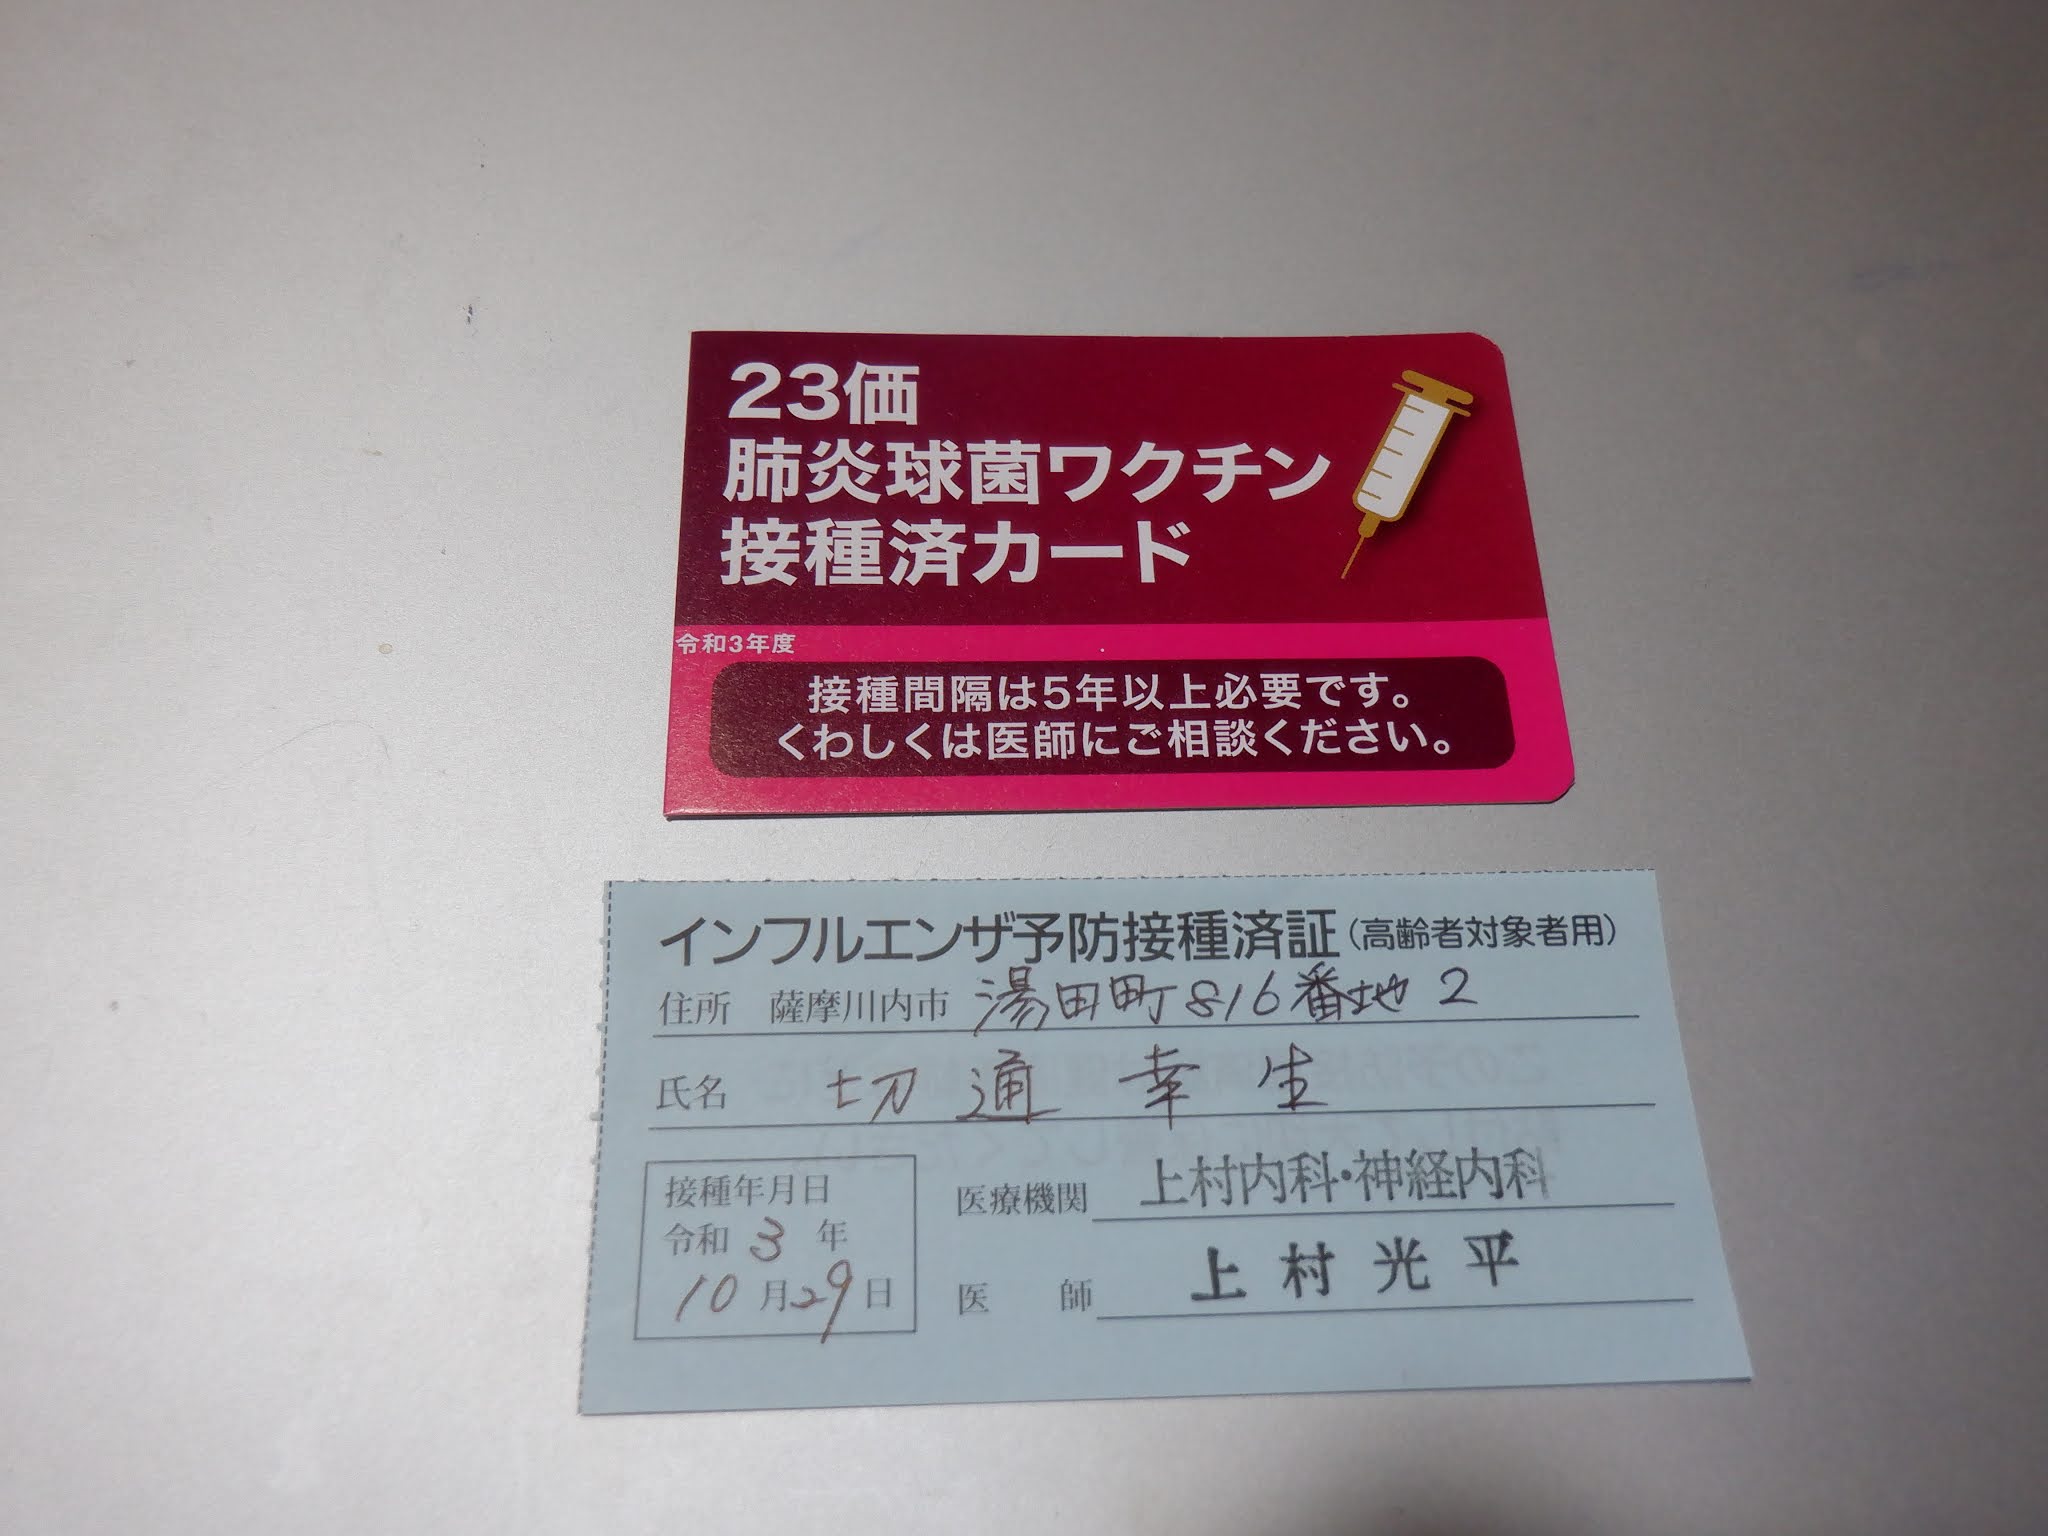 23価
肺炎球菌ワクチン
接種済カード
令和3年度
接種間隔は5年以上必要です。
くわしくは医師にご相談ください。
インフルエンザ予防接種済証(高齢者対象者用)
住所 薩摩川内市 湯田町816番地2
氏名 切通 幸生
接種年月日
令和 3 年
10月29日
医療機関 上村内科・神経内科
医 師 上村光平